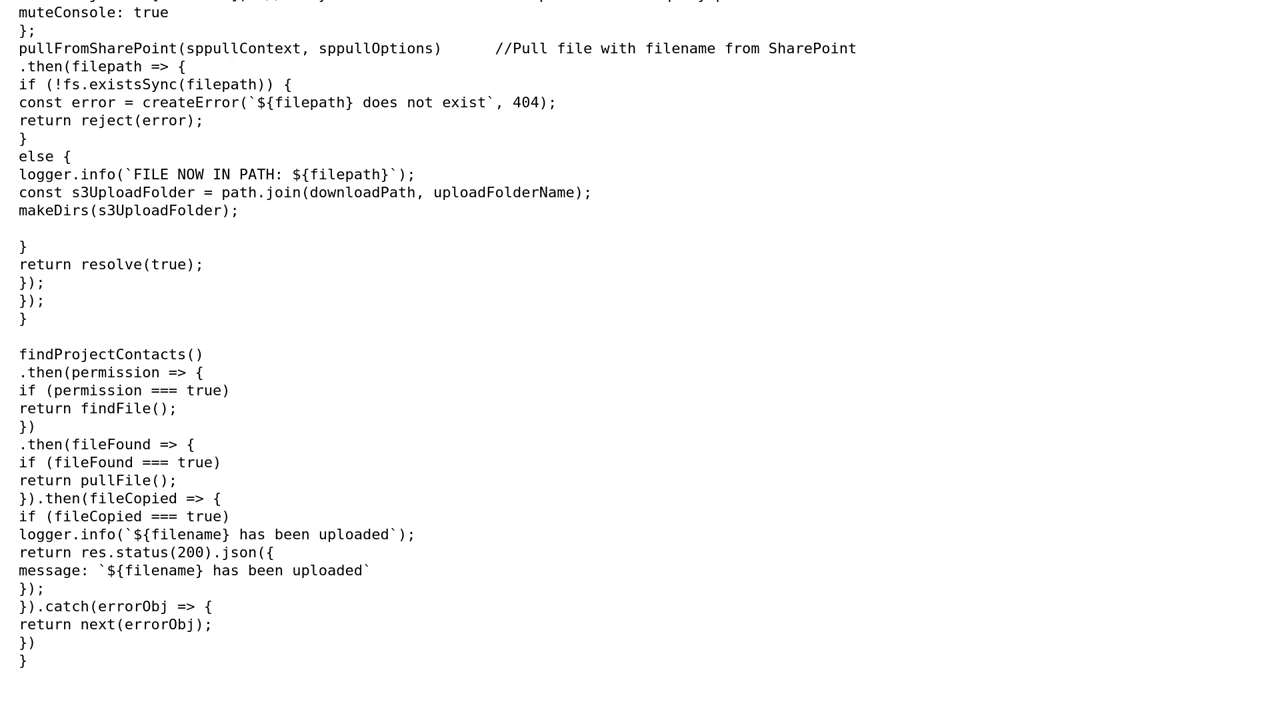 muteConsole: true
};
pullFromSharePoint(sppullContext, sppullOptions)      //Pull file with filename from SharePoint
.then(filepath => {
if (!fs.existsSync(filepath)) {
const error = createError(`${filepath} does not exist`, 404);
return reject(error);
}
else {
logger.info(`FILE NOW IN PATH: ${filepath}`);
const s3UploadFolder = path.join(downloadPath, uploadFolderName);
makeDirs(s3UploadFolder);

}
return resolve(true);
});
});
}

findProjectContacts()
.then(permission => {
if (permission === true)
return findFile();
})
.then(fileFound => {
if (fileFound === true)
return pullFile();
}).then(fileCopied => {
if (fileCopied === true)
logger.info(`${filename} has been uploaded`);
return res.status(200).json({
message: `${filename} has been uploaded`
});
}).catch(errorObj => {
return next(errorObj);
})
}